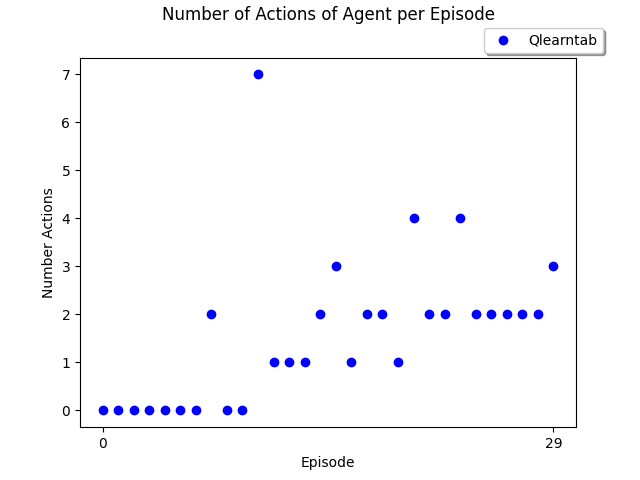 Number of Actions of Agent per Episode
Qlearntab
7
6
5
4
3
2
1
0
Number Actions
0 29
Episode